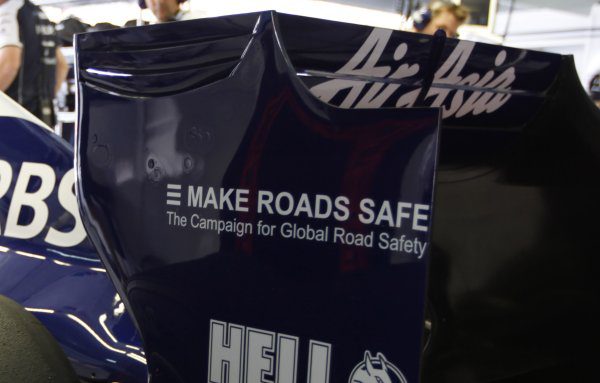 AirAsia
RBS
MAKE ROADS SAFE
The Campaign for Global Road Safety
HELL